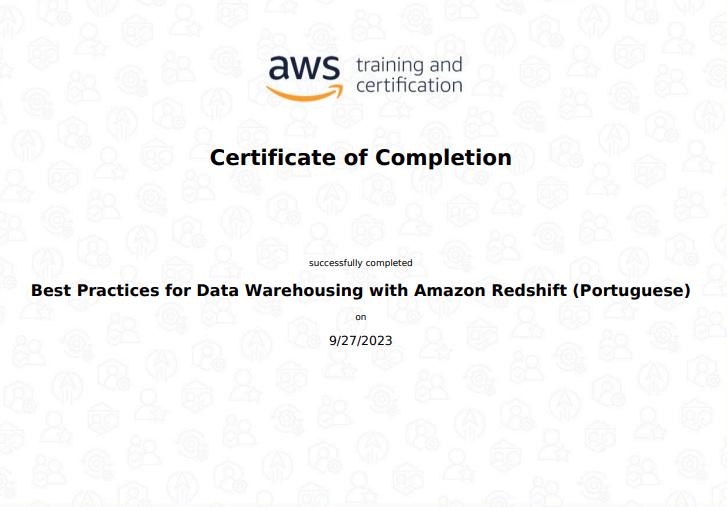 aws training and
certification
Certificate of Completion
successfully completed
Best Practices for Data Warehousing with Amazon Redshift (Portuguese)
on
9/27/2023